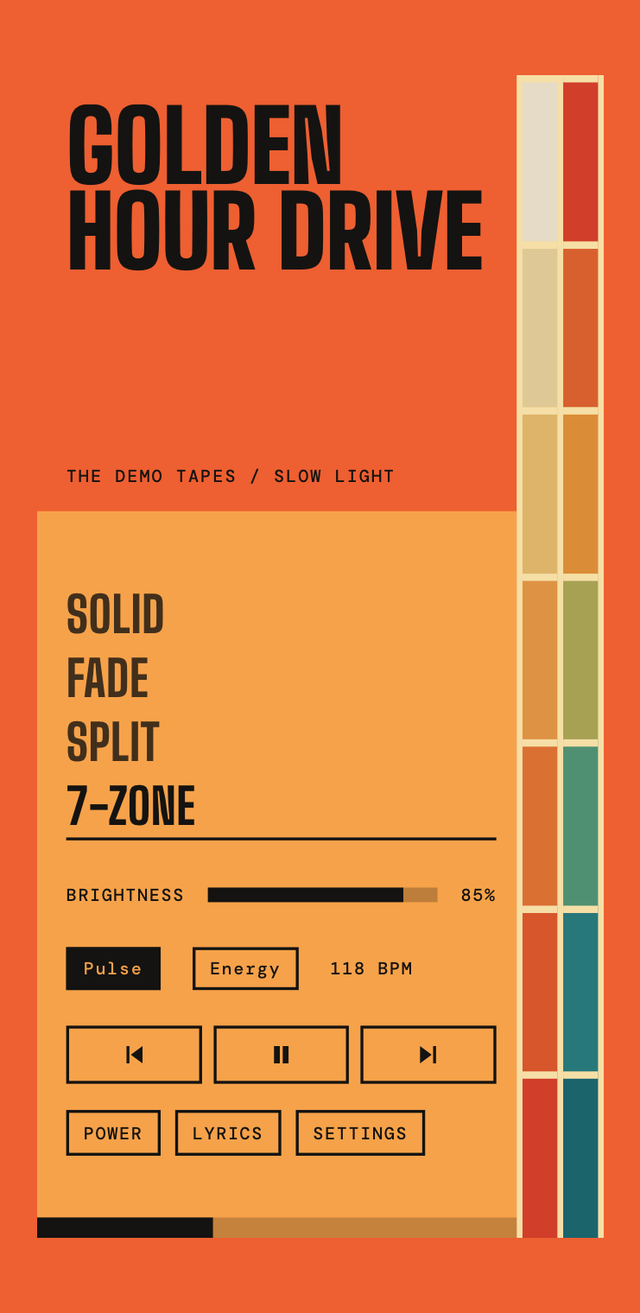 GOLDEN
HOUR DRIVE
THE DEMO TAPES / SLOW LIGHT
SOLID
FADE
SPLIT
7–ZONE
BRIGHTNESS 85%
Pulse Energy 118 BPM
POWER LYRICS SETTINGS